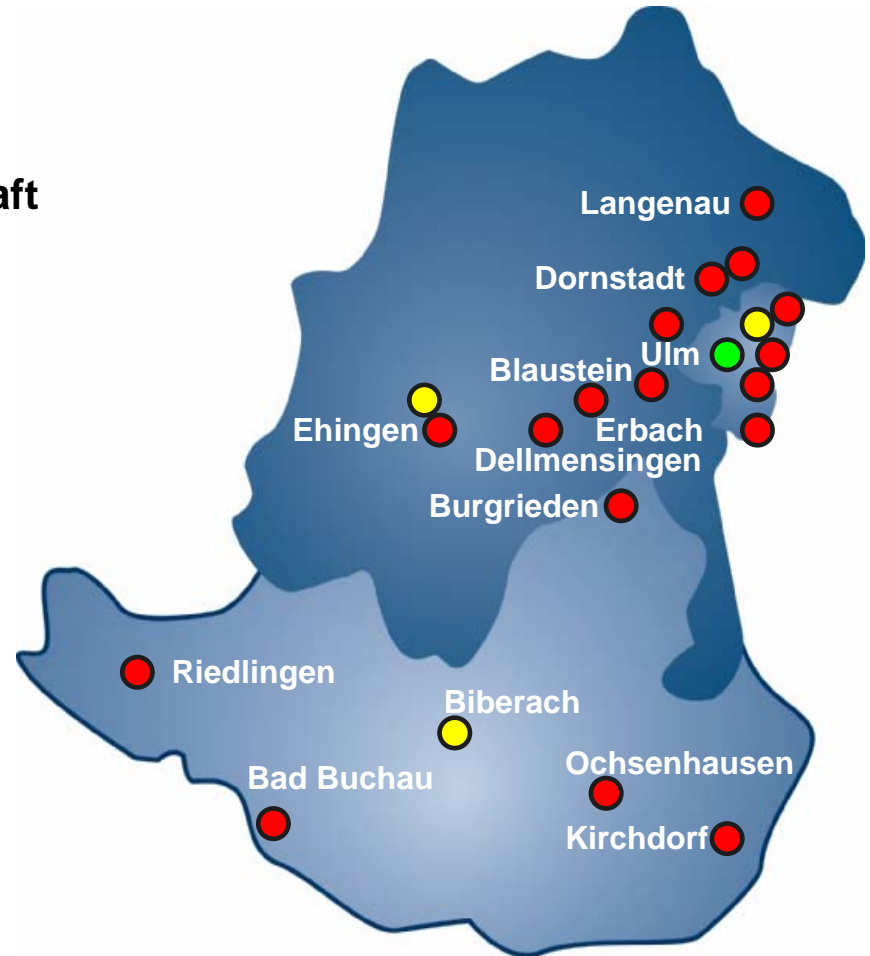 aft
Langenau
Dornstadt
Ulm
Blaustein
Ehingen
Erbach
Dellmensingen
Burgrieden
Riedlingen
Biberach
Ochsenhausen
Bad Buchau
Kirchdorf